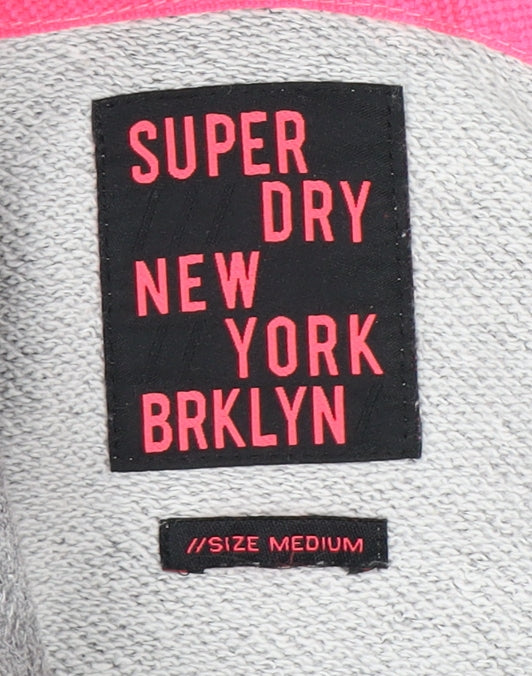 SUPER
DRY
NEW
YORK
BRKLYN
//SIZE MEDIUM